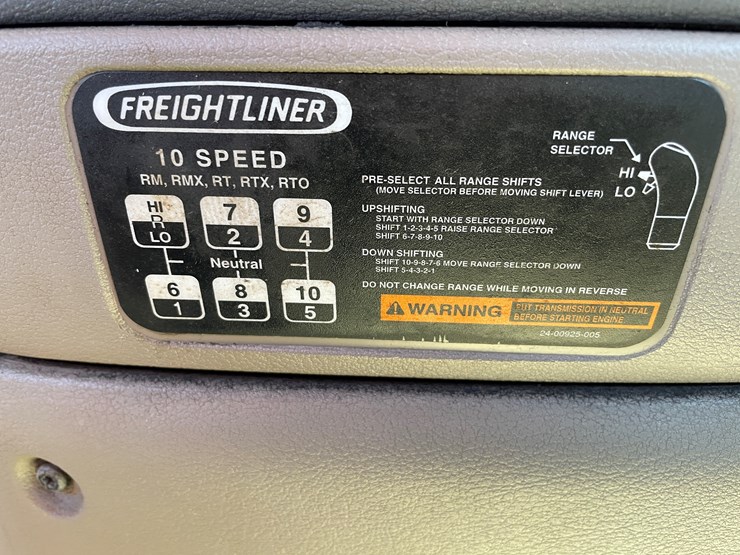 FREIGHTLINER
10 SPEED
RM, RMX, RT, RTX, RTO
HI
R
LO
7
2
9
4
Neutral
6
1
8
3
10
5
RANGE
SELECTOR
HI
LO
PRE-SELECT ALL RANGE SHIFTS
(MOVE SELECTOR BEFORE MOVING SHIFT LEVER)
UPSHIFTING
START WITH RANGE SELECTOR DOWN
SHIFT 1-2-3-4-5 RAISE RANGE SELECTOR
SHIFT 6-7-8-9-10
DOWN SHIFTING
SHIFT 10-9-8-7-6 MOVE RANGE SELECTOR DOWN
SHIFT 5-4-3-2-1
DO NOT CHANGE RANGE WHILE MOVING IN REVERSE
WARNING
PUT TRANSMISSION IN NEUTRAL
BEFORE STARTING ENGINE
24-00925-005